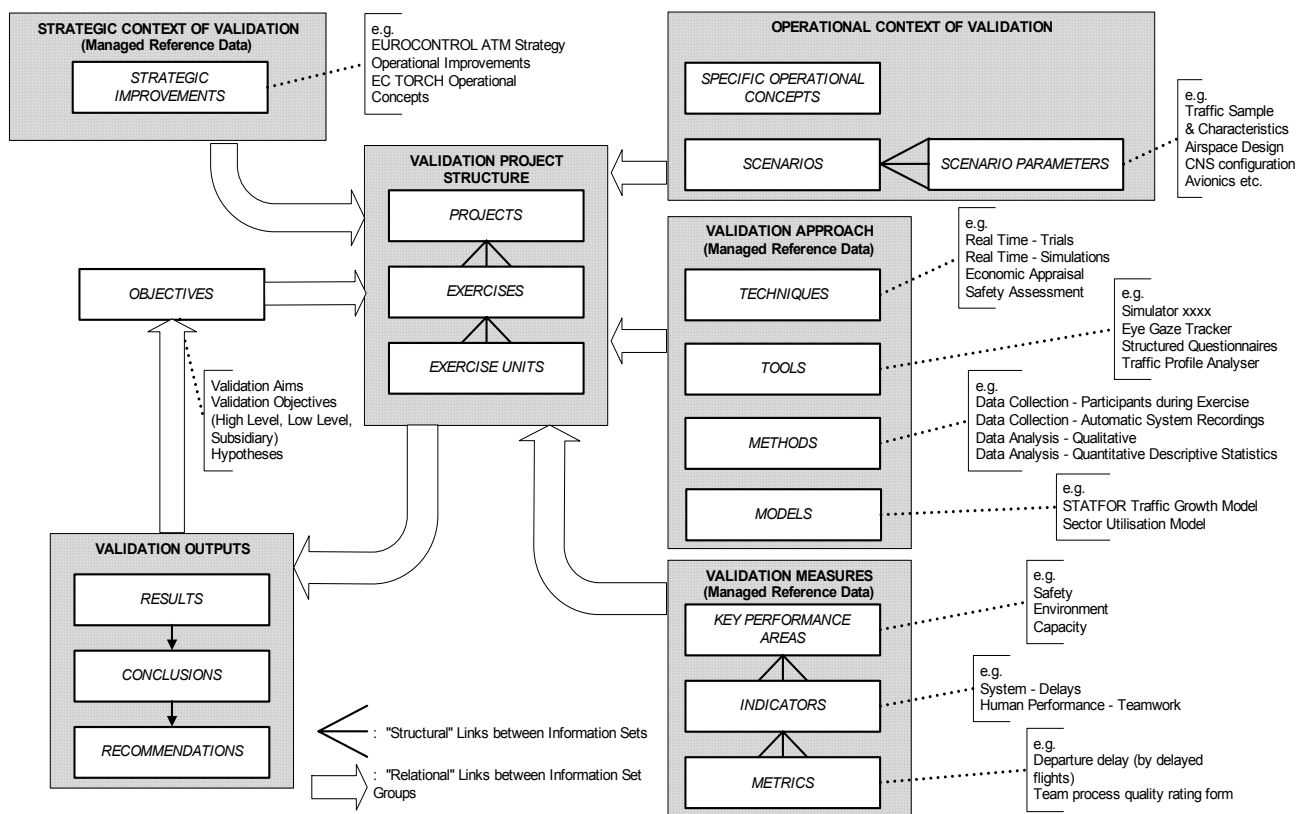 STRATEGIC CONTEXT OF VALIDATION
(Managed Reference Data)
STRATEGIC
IMPROVEMENTS
e.g.
EUROCONTROL ATM Strategy
Operational Improvements
EC TORCH Operational
Concepts
OPERATIONAL CONTEXT OF VALIDATION
SPECIFIC OPERATIONAL
CONCEPTS
SCENARIOS
SCENARIO PARAMETERS
e.g.
Traffic Sample
& Characteristics
Airspace Design
CNS configuration
Avionics etc.
VALIDATION PROJECT
STRUCTURE
PROJECTS
EXERCISES
EXERCISE UNITS
OBJECTIVES
Validation Aims
Validation Objectives
(High Level, Low Level,
Subsidiary)
Hypotheses
VALIDATION APPROACH
(Managed Reference Data)
TECHNIQUES
e.g.
Real Time - Trials
Real Time - Simulations
Economic Appraisal
Safety Assessment
TOOLS
e.g.
Simulator xxxx
Eye Gaze Tracker
Structured Questionnaires
Traffic Profile Analyser
METHODS
e.g.
Data Collection - Participants during Exercise
Data Collection - Automatic System Recordings
Data Analysis - Qualitative
Data Analysis - Quantitative Descriptive Statistics
MODELS
e.g.
STATFOR Traffic Growth Model
Sector Utilisation Model
VALIDATION OUTPUTS
RESULTS
CONCLUSIONS
RECOMMENDATIONS
VALIDATION MEASURES
(Managed Reference Data)
KEY PERFORMANCE
AREAS
e.g.
Safety
Environment
Capacity
INDICATORS
e.g.
System - Delays
Human Performance - Teamwork
METRICS
e.g.
Departure delay (by delayed
flights)
Team process quality rating form
: "Structural" Links between Information Sets
: "Relational" Links between Information Set
Groups